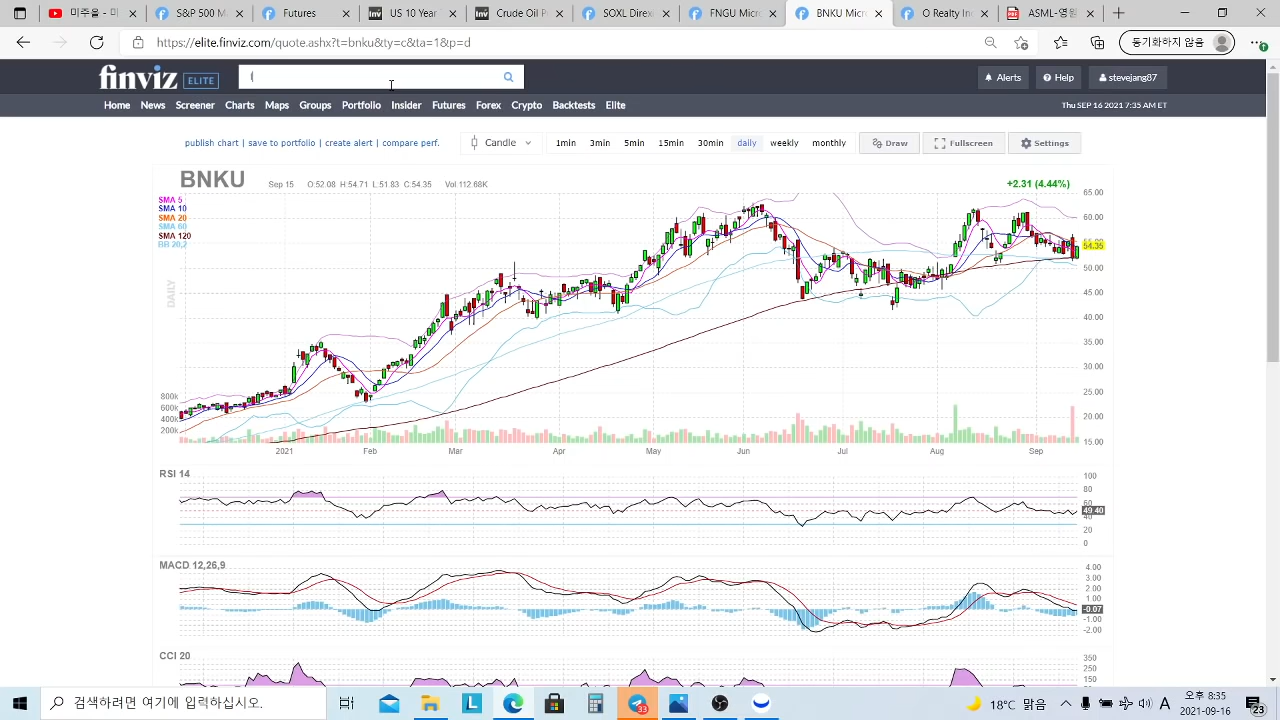 미주미 - Y
US 10 Year
US 10 Year
SOXL Direx
FNGU Micr
BNKU Micr
O Realty In
ASML - Sto
https://elite.finviz.com/quote.ashx?t=bnku&ty=c&ta=1&p=d
동기화하지 않음
finviz ELITE
Alerts
Help
stevejang87
Home News Screener Charts Maps Groups Portfolio Insider Futures Forex Crypto Backtests Elite
Thu SEP 16 2021 7:35 AM ET
publish chart | save to portfolio | create alert | compare perf.
Candle
1min 3min 5min 15min 30min daily weekly monthly
Draw
Fullscreen
Settings
BNKU
Sep 15 O:52.08 H:54.71 L:51.83 C:54.35 Vol:112.68K
+2.31 (4.44%)
SMA 5
SMA 10
SMA 20
SMA 60
SMA 120
BB 20,2
DAILY
65.00
60.00
54.35
50.00
45.00
40.00
35.00
30.00
25.00
20.00
15.00
800k
600k
400k
200k
2021 Feb Mar Apr May Jun Jul Aug Sep
RSI 14
100
80
60
49.40
40
20
0
MACD 12,26,9
4.00
3.00
2.00
1.00
-0.07
-1.00
-2.00
CCI 20
350
250
150
검색하려면 여기에 입력하십시오.
33
18°C 맑음
A
오후 8:35
2021-09-16
23